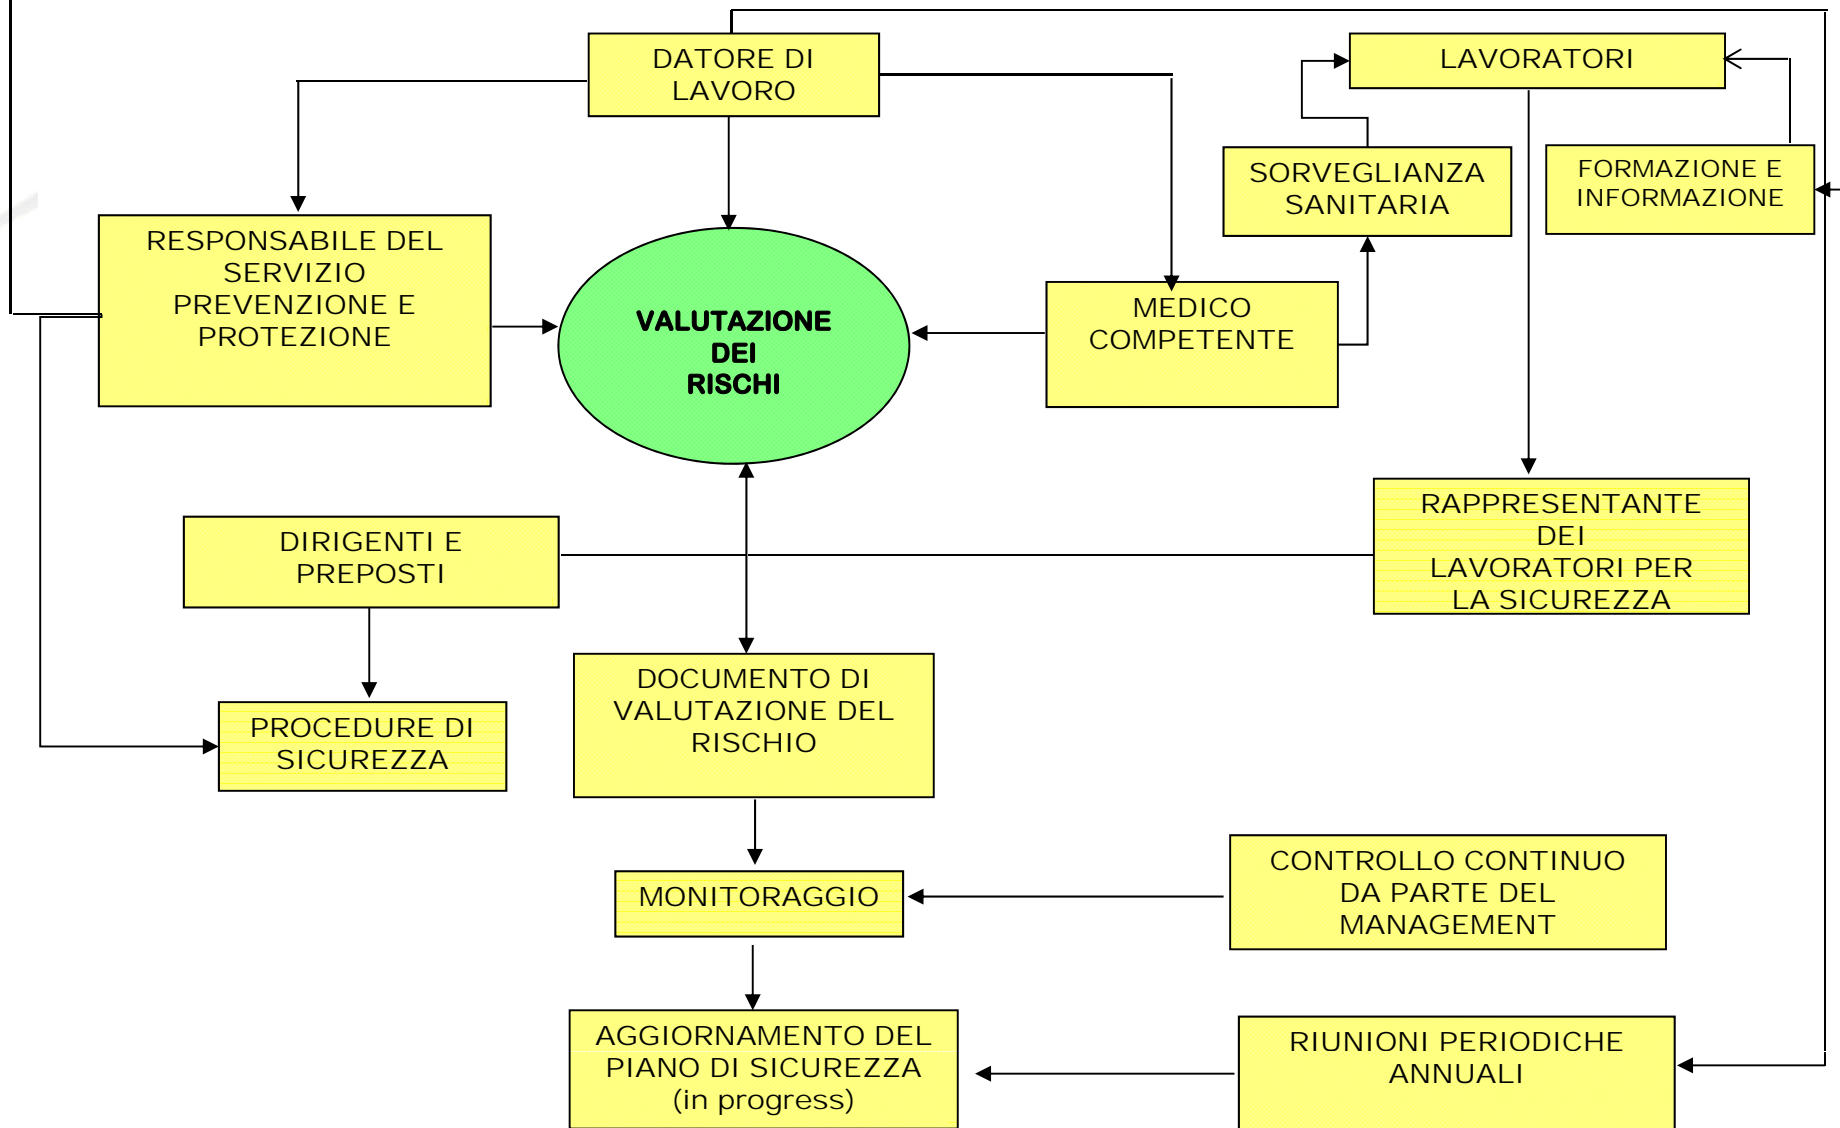 DATORE DI
LAVORO
LAVORATORI
SORVEGLIANZA
SANITARIA
FORMAZIONE E
INFORMAZIONE
RESPONSABILE DEL
SERVIZIO
PREVENZIONE E
PROTEZIONE
VALUTAZIONE
DEI
RISCHI
MEDICO
COMPETENTE
RAPPRESENTANTE
DEI
LAVORATORI PER
LA SICUREZZA
DIRIGENTI E
PREPOSTI
DOCUMENTO DI
VALUTAZIONE DEL
RISCHIO
PROCEDURE DI
SICUREZZA
MONITORAGGIO
CONTROLLO CONTINUO
DA PARTE DEL
MANAGEMENT
AGGIORNAMENTO DEL
PIANO DI SICUREZZA
(in progress)
RIUNIONI PERIODICHE
ANNUALI